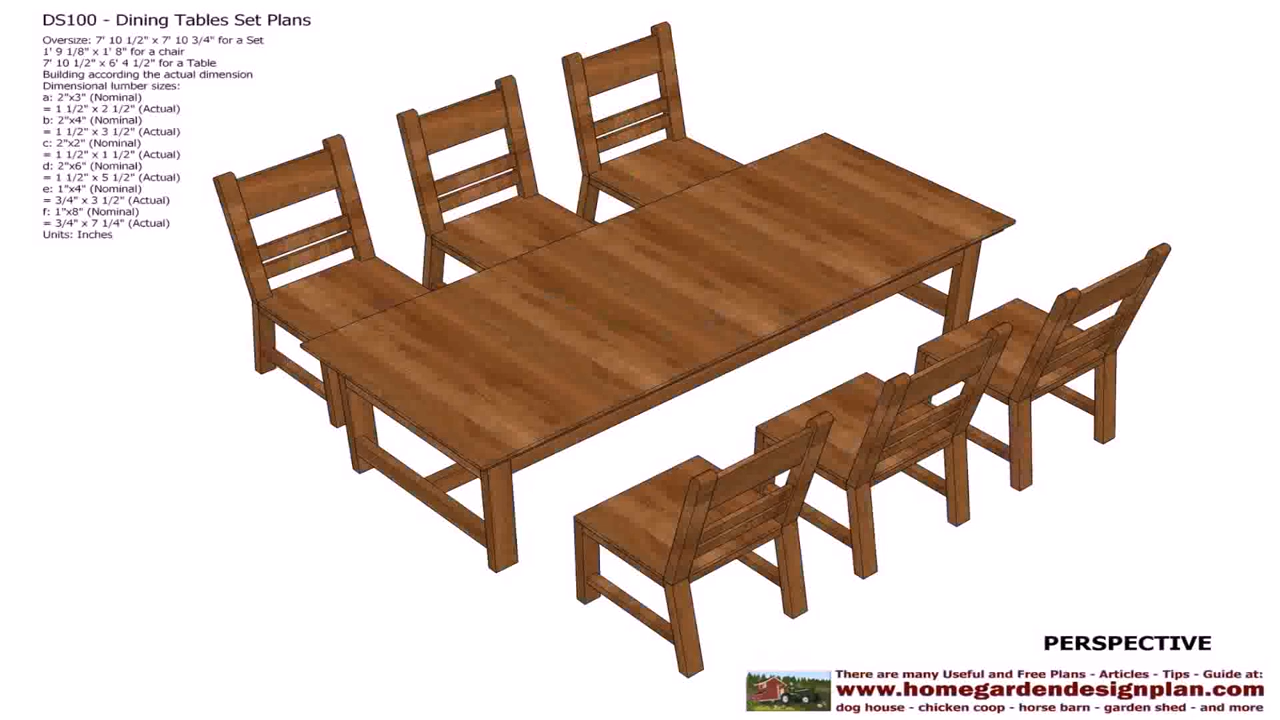 DS100 - Dining Tables Set Plans
Oversize: 7' 10 1/2" x 7' 10 3/4" for a Set
1' 9 1/8" x 1' 8" for a chair
7' 10 1/2" x 6' 4 1/2" for a Table
Building according the actual dimension
Dimensional lumber sizes:
a: 2"x3" (Nominal)
= 1 1/2" x 2 1/2" (Actual)
b: 2"x4" (Nominal)
= 1 1/2" x 3 1/2" (Actual)
c: 2"x2" (Nominal)
= 1 1/2" x 1 1/2" (Actual)
d: 2"x6" (Nominal)
= 1 1/2" x 5 1/2" (Actual)
e: 1"x4" (Nominal)
= 3/4" x 3 1/2" (Actual)
f: 1"x8" (Nominal)
= 3/4" x 7 1/4" (Actual)
Units: Inches
PERSPECTIVE
There are many Useful and Free Plans - Articles - Tips - Guide at:
www.homegardendesignplan.com
dog house - chicken coop - horse barn - garden shed - and more